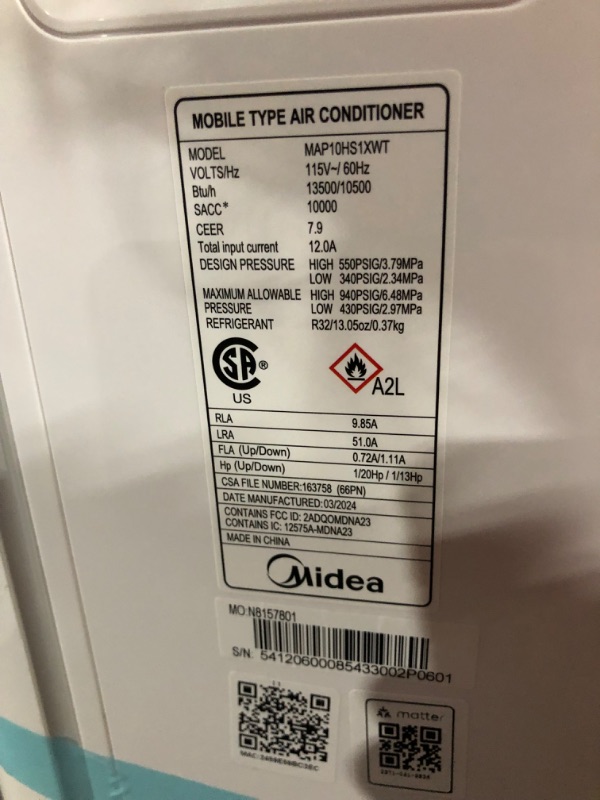 MOBILE TYPE AIR CONDITIONER
MODEL MAP10HS1XWT
VOLTS/Hz 115V~/ 60Hz
Btu/h 13500/10500
SACC* 10000
CEER 7.9
Total input current 12.0A
DESIGN PRESSURE HIGH 550PSIG/3.79MPa
LOW 340PSIG/2.34MPa
MAXIMUM ALLOWABLE HIGH 940PSIG/6.48MPa
PRESSURE LOW 430PSIG/2.97MPa
REFRIGERANT R32/13.05oz/0.37kg
SA ®
US
A2L
RLA 9.85A
LRA 51.0A
FLA (Up/Down) 0.72A/1.11A
Hp (Up/Down) 1/20Hp / 1/13Hp
CSA FILE NUMBER:163758 (66PN)
DATE MANUFACTURED:03/2024
CONTAINS FCC ID: 2ADQOMDNA23
CONTAINS IC: 12575A-MDNA23
MADE IN CHINA
Midea
MO:N8157801
S/N. 54120600085433002P0601
matter